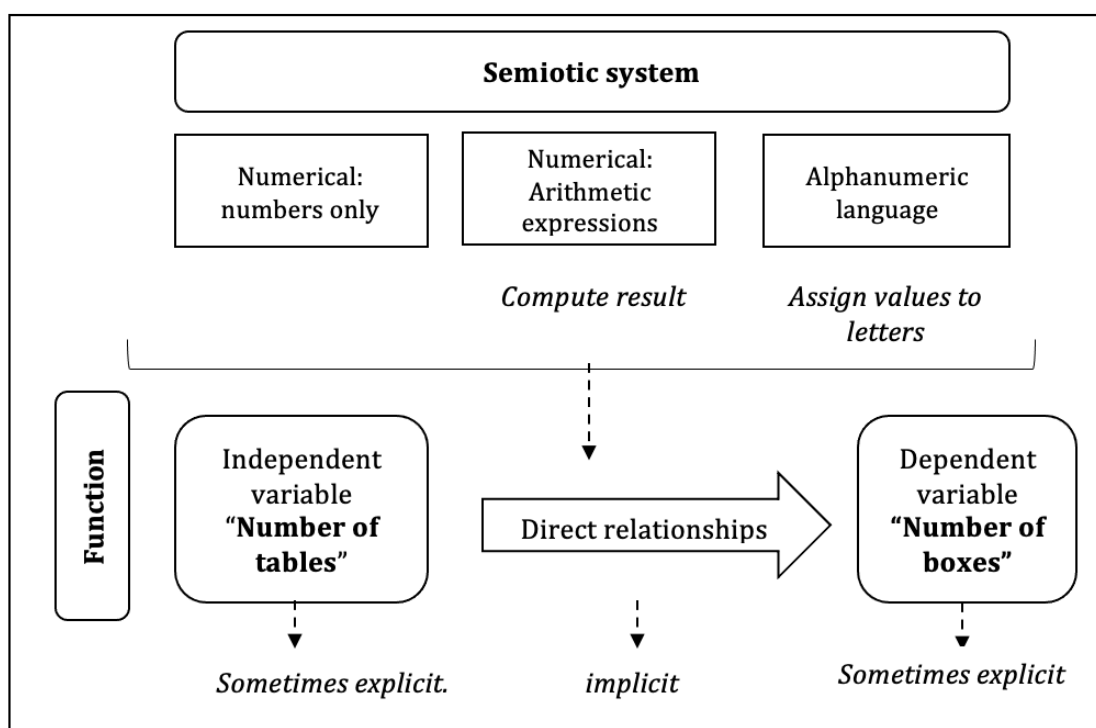 Semiotic system
Numerical:
numbers only
Numerical:
Arithmetic
expressions
Alphanumeric
language
Compute result
Assign values to
letters
Function
Independent
variable
“Number of
tables”
Direct relationships
Dependent
variable
“Number of
boxes”
Sometimes explicit.
implicit
Sometimes explicit